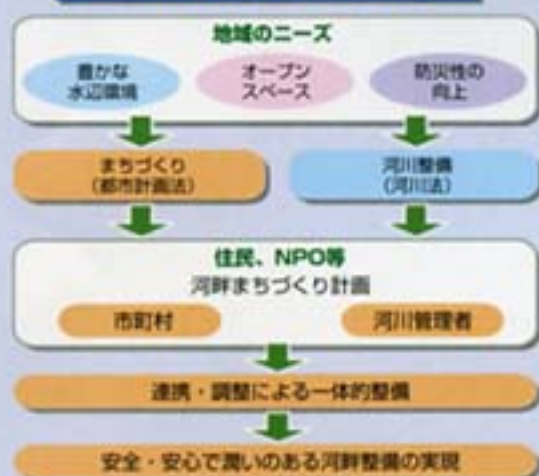 地域のニーズ
豊かな
水辺環境
オープン
スペース
防災性の
向上
まちづくり
（都市計画法）
河川整備
（河川法）
住民、NPO等
河畔まちづくり計画
市町村
河川管理者
連携・調整による一体的整備
安全・安心で潤いのある河畔整備の実現